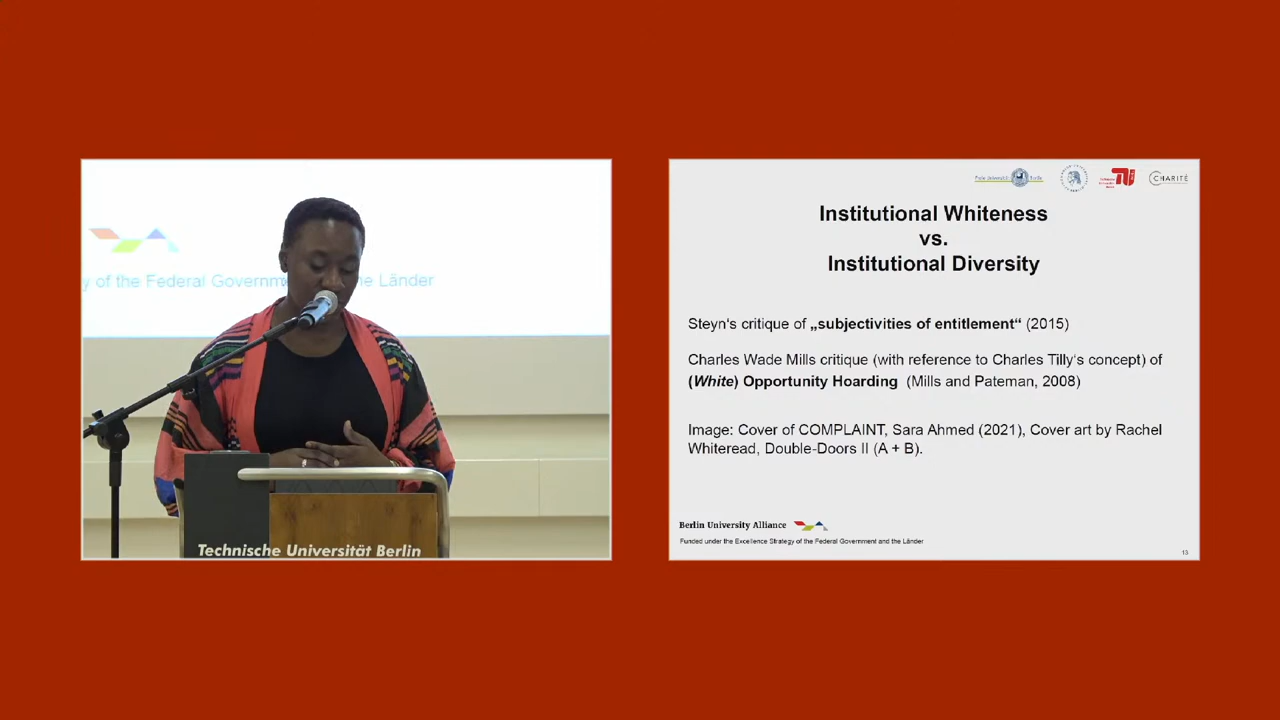 y of the Federal Governm
he Länder
Technische Universität Berlin
CHARITÉ
Institutional Whiteness
vs.
Institutional Diversity
Steyn's critique of „subjectivities of entitlement“ (2015)
Charles Wade Mills critique (with reference to Charles Tilly's concept) of
(White) Opportunity Hoarding (Mills and Pateman, 2008)
Image: Cover of COMPLAINT, Sara Ahmed (2021), Cover art by Rachel
Whiteread, Double-Doors II (A + B).
Berlin University Alliance
Funded under the Excellence Strategy of the Federal Government and the Länder
13